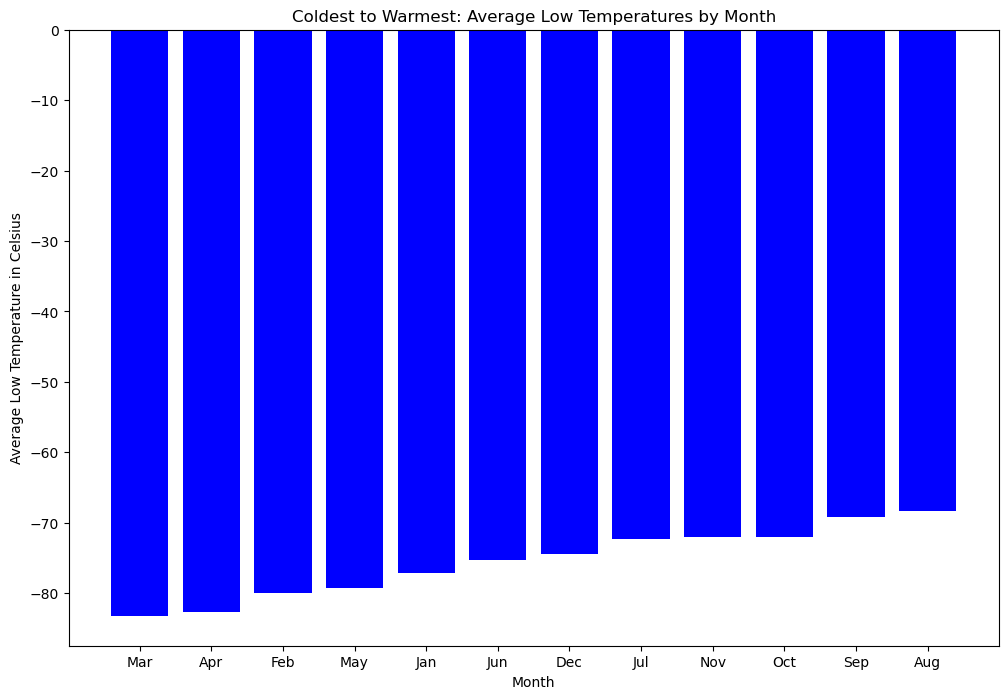 Coldest to Warmest: Average Low Temperatures by Month
Average Low Temperature in Celsius
0
−10
−20
−30
−40
−50
−60
−70
−80
Mar Apr Feb May Jan Jun Dec Jul Nov Oct Sep Aug
Month